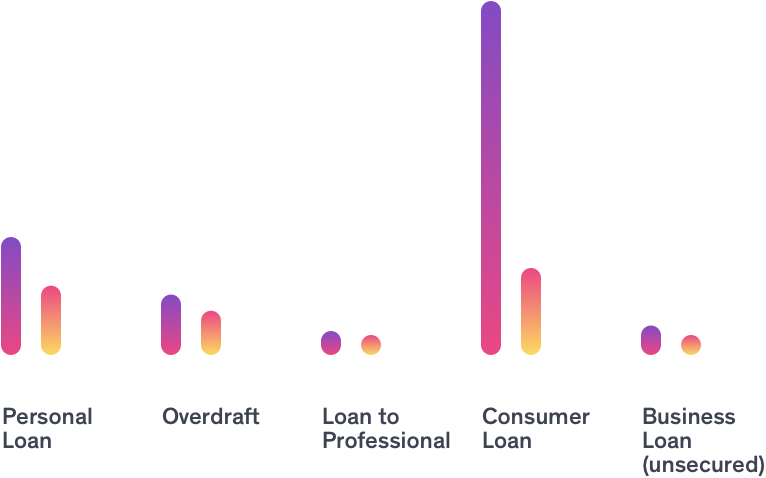 Personal
Loan
Overdraft
Loan to
Professional
Consumer
Loan
Business
Loan
(unsecured)